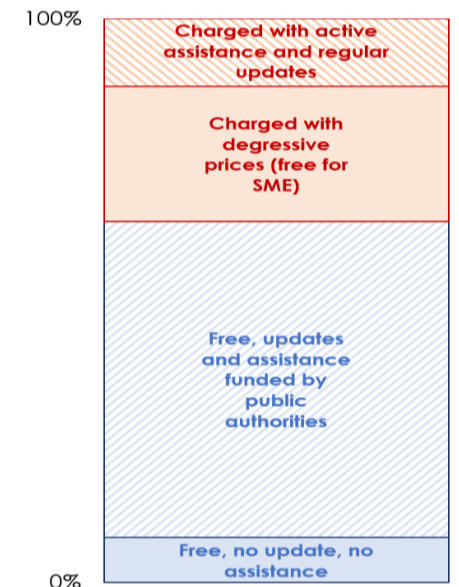 100%
Charged with active
assistance and regular
updates
Charged with
degressive
prices (free for
SME)
Free, updates
and assistance
funded by
public
authorities
Free, no update, no
assistance
0%